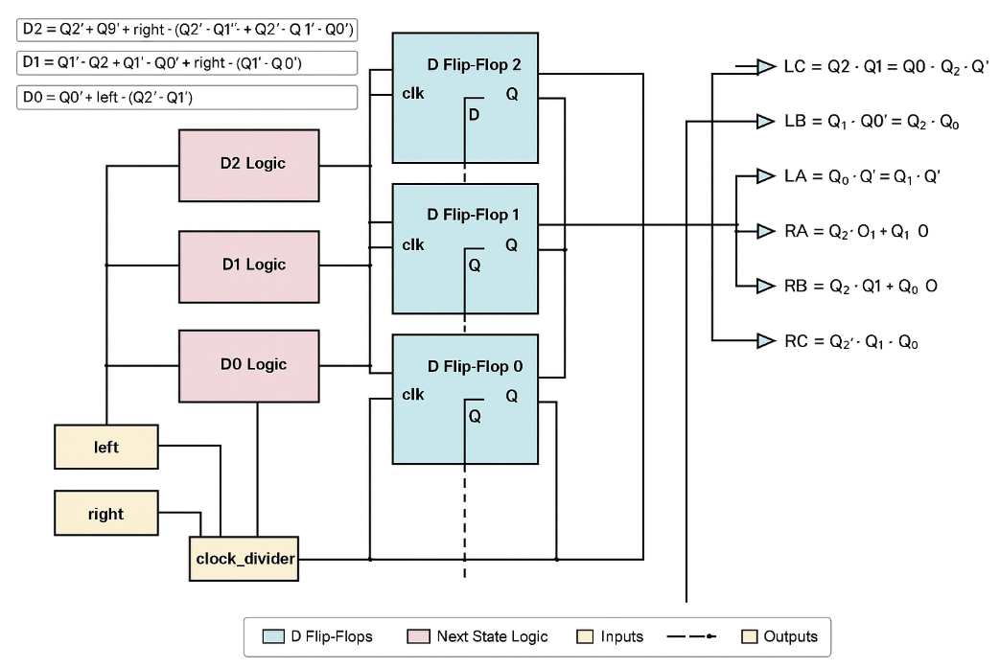 D2 = Q2′ + Q9′ + right - (Q2′ - Q1′'- + Q2′ - Q 1′ - Q0′)
D1 = Q1′ - Q2 + Q1′ - Q0′ + right - (Q1′ - Q 0′)
D0 = Q0′ + left - (Q2′ - Q1′)
D2 Logic
D1 Logic
D0 Logic
left
right
clock_divider
D Flip-Flop 2
clk
Q
D
D Flip-Flop 1
clk
Q
Q
D Flip-Flop 0
clk
Q
Q
LC = Q2 · Q1 = Q0 · Q₂ · Q'
LB = Q₁ · Q0′ = Q₂ · Q₀
LA = Q₀ · Q′ = Q₁ · Q′
RA = Q₂ · O₁ + Q₁ O
RB = Q₂ · Q1 + Q₀ O
RC = Q₂′ · Q₁ · Q₀
D Flip-Flops
Next State Logic
Inputs
Outputs